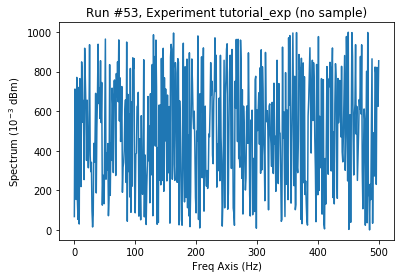 Run #53, Experiment tutorial_exp (no sample)
1000
800
600
400
200
0
Spectrum (10⁻³ dBm)
0 100 200 300 400 500
Freq Axis (Hz)